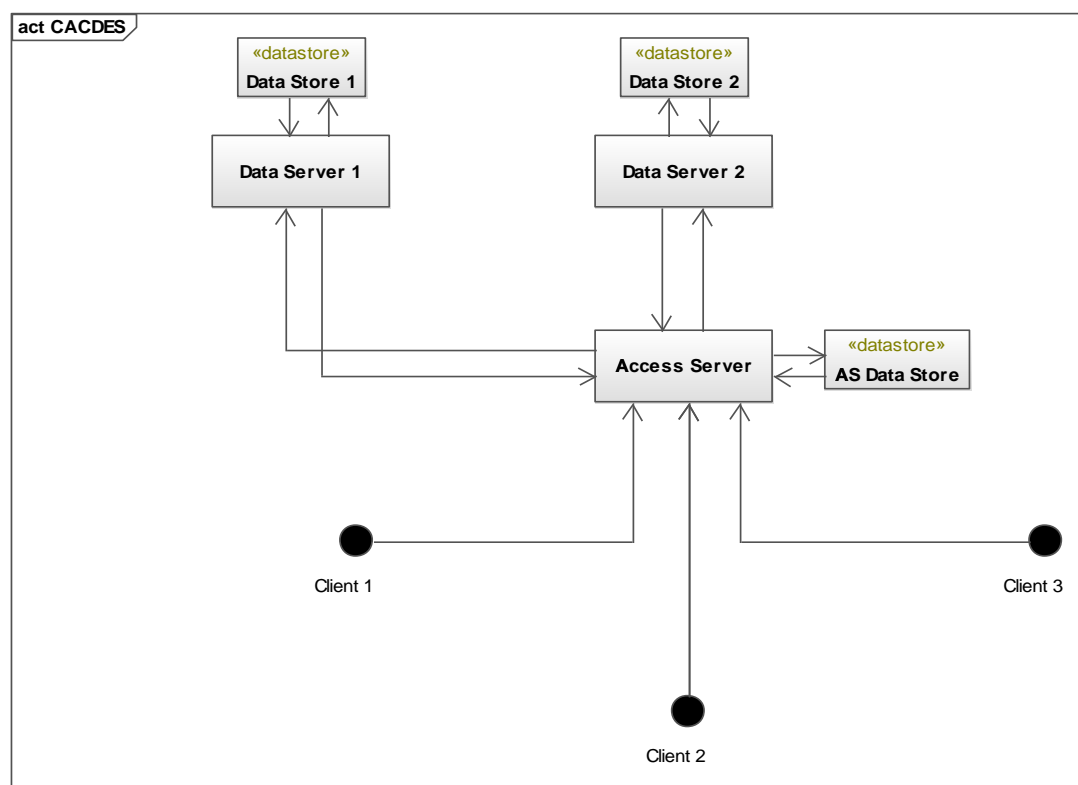 act CACDES
«datastore»
Data Store 1
«datastore»
Data Store 2
Data Server 1
Data Server 2
Access Server
«datastore»
AS Data Store
Client 1
Client 3
Client 2